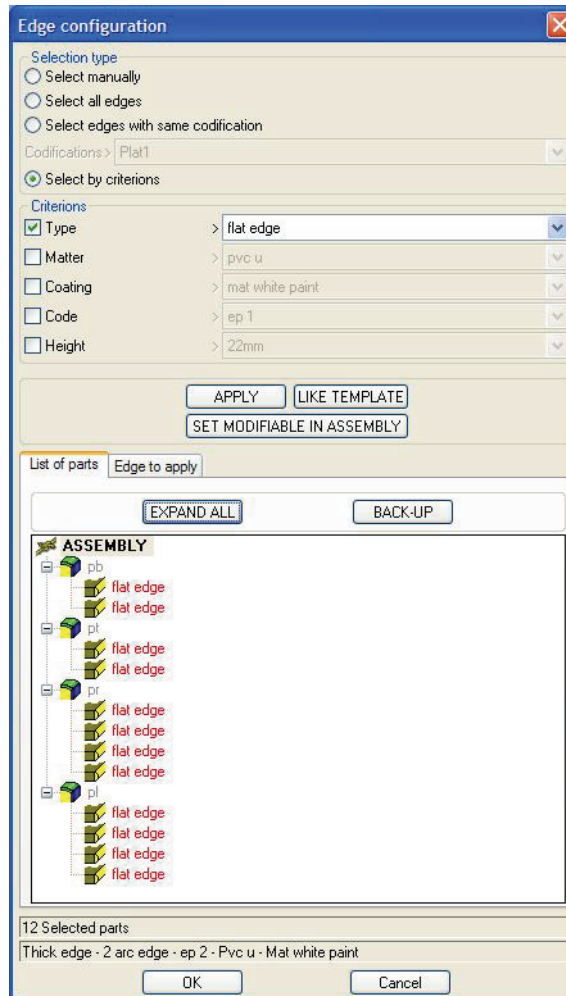 Edge configuration
Selection type
Select manually
Select all edges
Select edges with same codification
Codifications > Plat1
Select by criterions
Criterions
Type > flat edge
Matter > pvc u
Coating > mat white paint
Code > ep 1
Height > 22mm
APPLY LIKE TEMPLATE
SET MODIFIABLE IN ASSEMBLY
List of parts Edge to apply
EXPAND ALL BACK-UP
ASSEMBLY
pb
flat edge
flat edge
pt
flat edge
flat edge
pr
flat edge
flat edge
flat edge
flat edge
pl
flat edge
flat edge
flat edge
flat edge
12 Selected parts
Thick edge - 2 arc edge - ep 2 - Pvc u - Mat white paint
OK Cancel